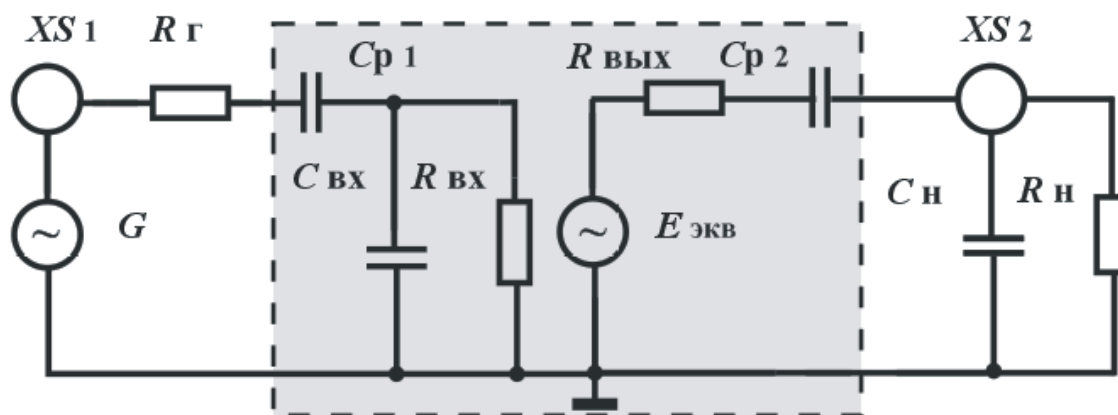 XS 1
R г
Cр 1
R вых
Cр 2
XS 2
C вх
R вх
C н
R н
~
G
~
E экв